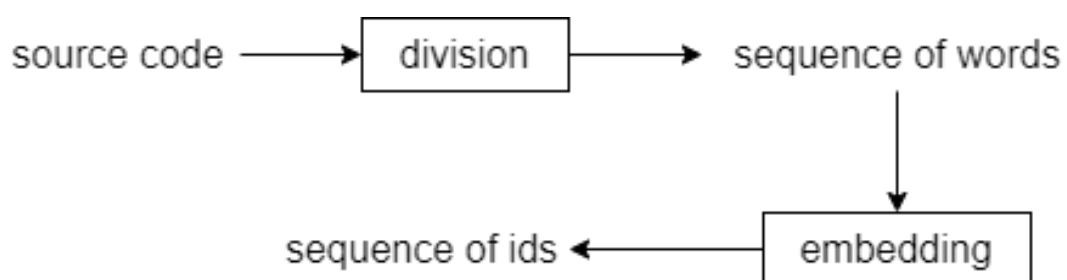 source code
division
sequence of words
embedding
sequence of ids